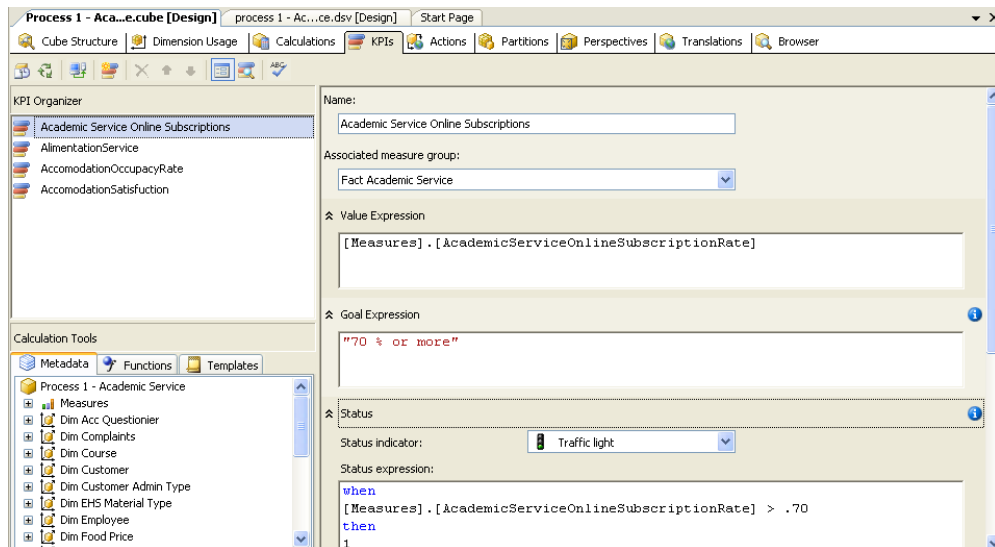 Process 1 - Aca...e.cube [Design] process 1 - Ac...ce.dsv [Design] Start Page
Cube Structure Dimension Usage Calculations KPIs Actions Partitions Perspectives Translations Browser
ABC
KPI Organizer
Academic Service Online Subscriptions
AlimentationService
AccomodationOccupacyRate
AccomodationSatisfuction
Calculation Tools
Metadata Functions Templates
Process 1 - Academic Service
Measures
Dim Acc Questionier
Dim Complaints
Dim Course
Dim Customer
Dim Customer Admin Type
Dim EHS Material Type
Dim Employee
Dim Food Price
Name:
Academic Service Online Subscriptions
Associated measure group:
Fact Academic Service
Value Expression
[Measures].[AcademicServiceOnlineSubscriptionRate]
Goal Expression
"70 % or more"
Status
Status indicator: Traffic light
Status expression:
when
[Measures].[AcademicServiceOnlineSubscriptionRate] > .70
then
1